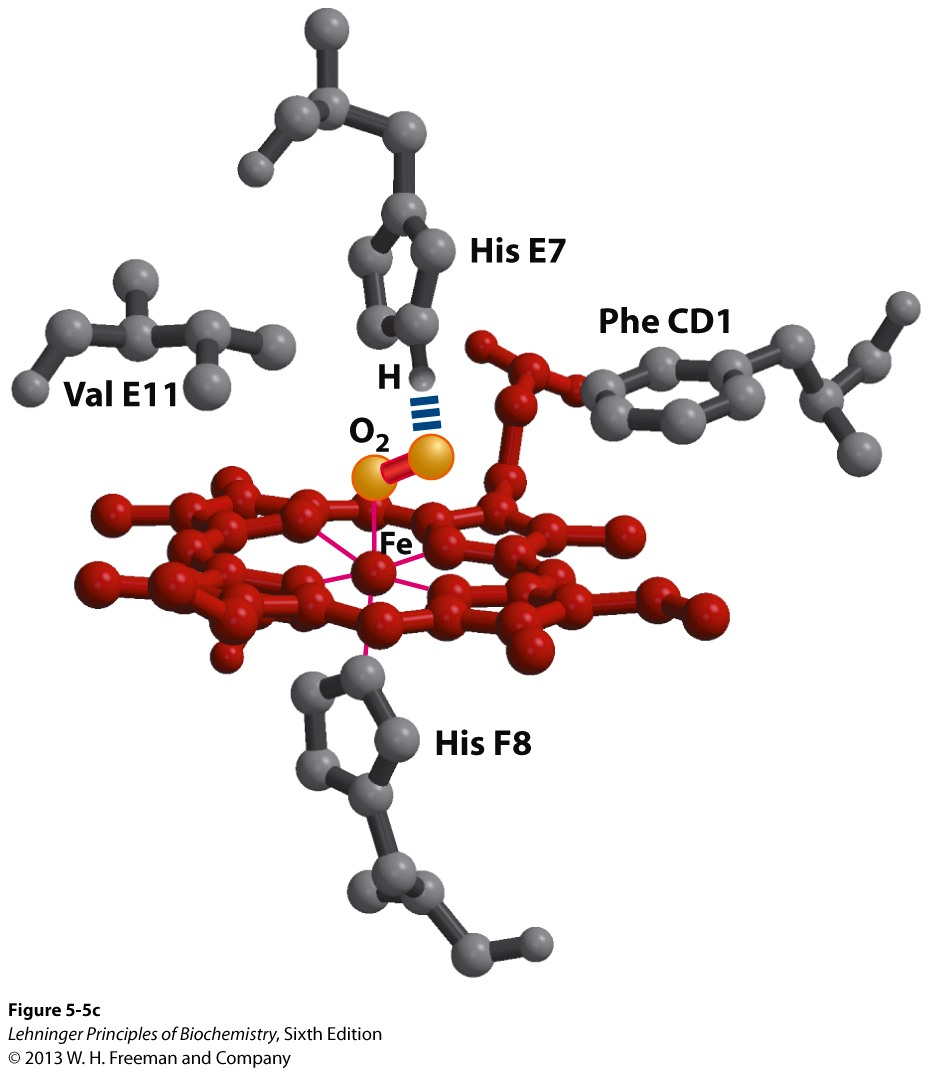 His E7
Phe CD1
H
Val E11
O₂
Fe
His F8
Figure 5-5c
Lehninger Principles of Biochemistry, Sixth Edition
© 2013 W. H. Freeman and Company